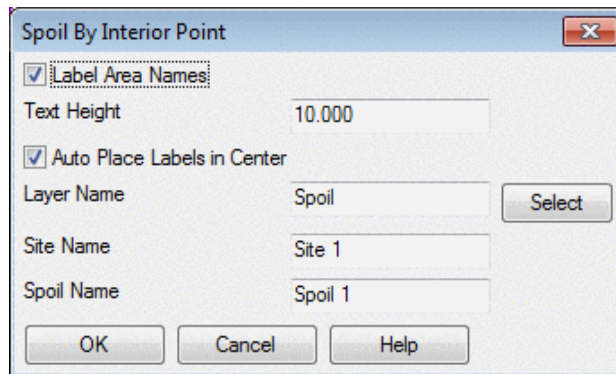 Spoil By Interior Point
Label Area Names
Text Height 10.000
Auto Place Labels in Center
Layer Name Spoil Select
Site Name Site 1
Spoil Name Spoil 1
OK Cancel Help